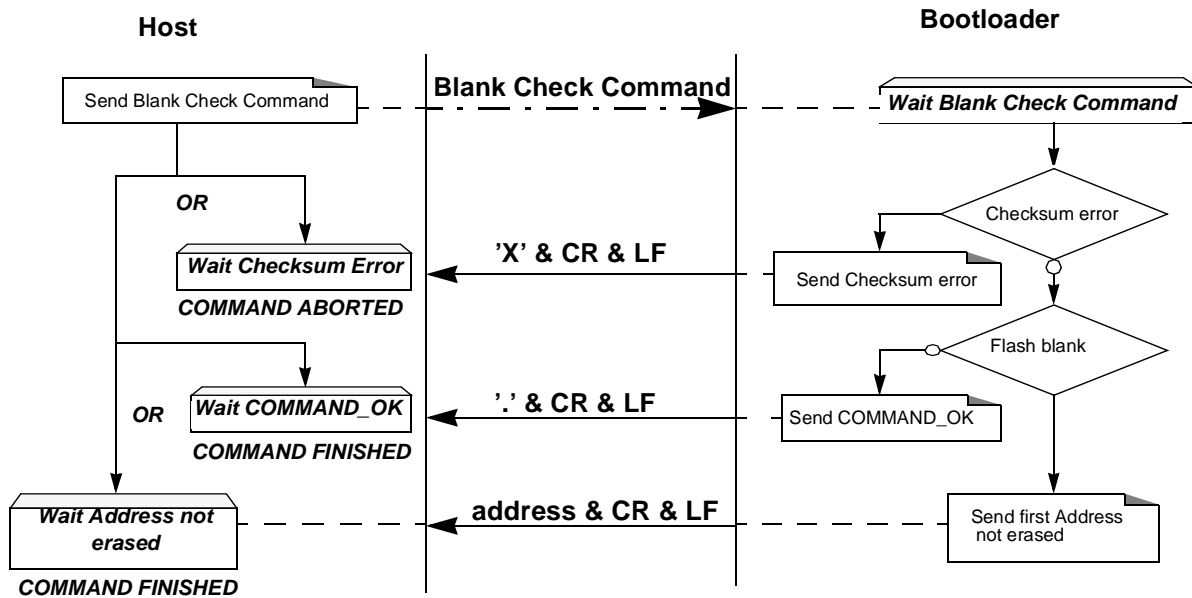 Host
Bootloader
Send Blank Check Command
Blank Check Command
Wait Blank Check Command
OR
Checksum error
Wait Checksum Error
’X’ & CR & LF
Send Checksum error
COMMAND ABORTED
Flash blank
OR
Wait COMMAND_OK
’.’ & CR & LF
Send COMMAND_OK
COMMAND FINISHED
Wait Address not
erased
address & CR & LF
Send first Address
not erased
COMMAND FINISHED